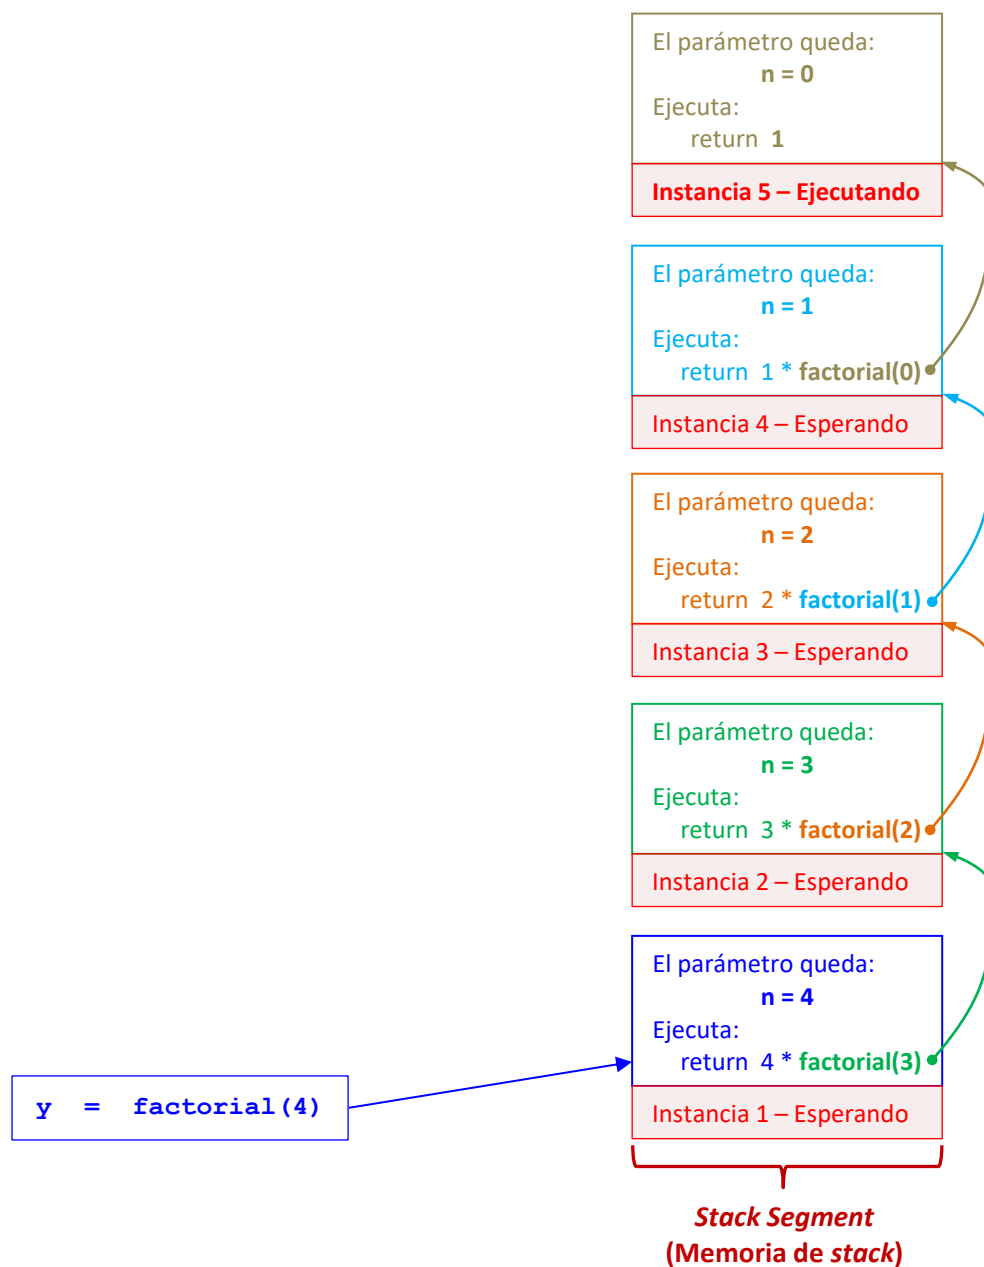 El parámetro queda:
n = 0
Ejecuta:
return 1
Instancia 5 – Ejecutando
El parámetro queda:
n = 1
Ejecuta:
return 1 * factorial(0)
Instancia 4 – Esperando
El parámetro queda:
n = 2
Ejecuta:
return 2 * factorial(1)
Instancia 3 – Esperando
El parámetro queda:
n = 3
Ejecuta:
return 3 * factorial(2)
Instancia 2 – Esperando
El parámetro queda:
n = 4
Ejecuta:
return 4 * factorial(3)
y = factorial(4)
Instancia 1 – Esperando
Stack Segment
(Memoria de stack)